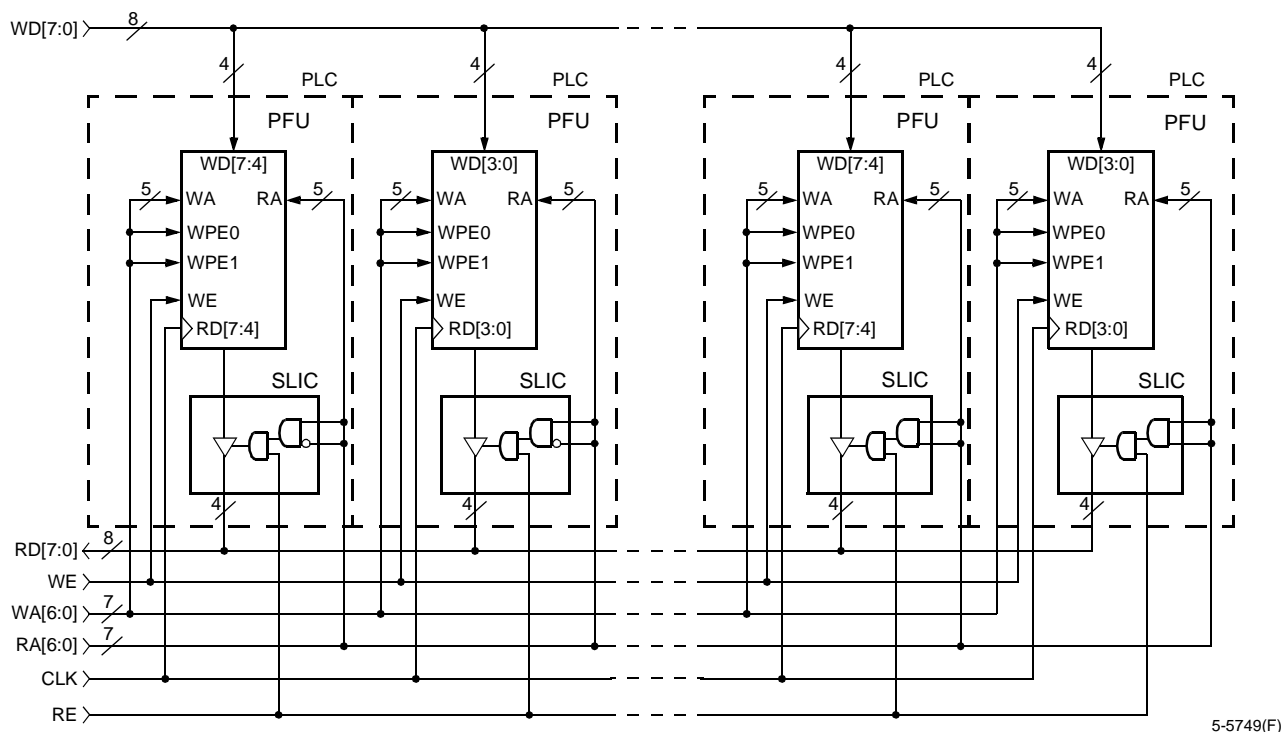 WD[7:0] 8
4 4 4 4
PLC PLC PLC PLC
PFU PFU PFU PFU
WD[7:4] WD[3:0] WD[7:4] WD[3:0]
5 WA RA 5 5 WA RA 5 5 WA RA 5 5 WA RA 5
WPE0 WPE0 WPE0 WPE0
WPE1 WPE1 WPE1 WPE1
WE WE WE WE
RD[7:4] RD[3:0] RD[7:4] RD[3:0]
SLIC SLIC SLIC SLIC
4 4 4 4
RD[7:0] 8
WE
WA[6:0] 7
RA[6:0] 7
CLK
RE
5-5749(F)